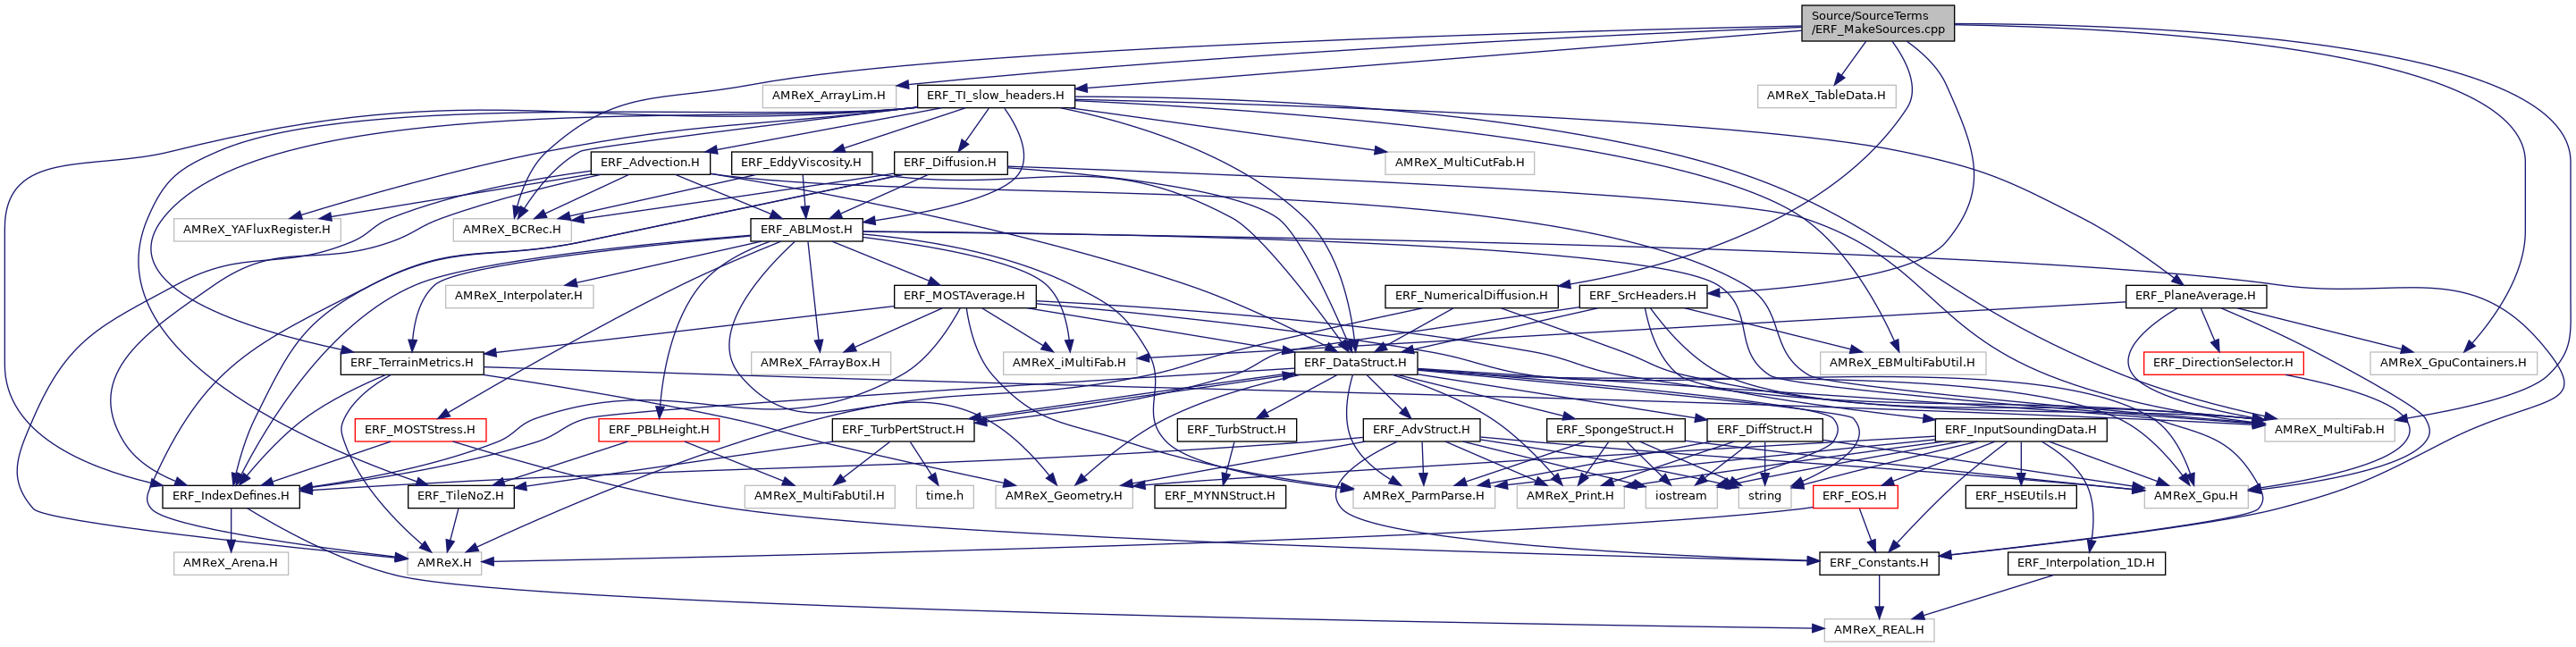 Source/SourceTerms
/ERF_MakeSources.cpp
AMReX_ArrayLim.H
ERF_TI_slow_headers.H
AMReX_TableData.H
ERF_Advection.H
ERF_EddyViscosity.H
ERF_Diffusion.H
AMReX_MultiCutFab.H
AMReX_YAFluxRegister.H
AMReX_BCRec.H
ERF_ABLMost.H
AMReX_Interpolater.H
ERF_MOSTAverage.H
ERF_NumericalDiffusion.H
ERF_SrcHeaders.H
ERF_PlaneAverage.H
ERF_TerrainMetrics.H
AMReX_FArrayBox.H
AMReX_iMultiFab.H
ERF_DataStruct.H
AMReX_EBMultiFabUtil.H
ERF_DirectionSelector.H
AMReX_GpuContainers.H
ERF_MOSTStress.H
ERF_PBLHeight.H
ERF_TurbPertStruct.H
ERF_TurbStruct.H
ERF_AdvStruct.H
ERF_SpongeStruct.H
ERF_DiffStruct.H
ERF_InputSoundingData.H
AMReX_MultiFab.H
ERF_IndexDefines.H
ERF_TileNoZ.H
AMReX_MultiFabUtil.H
time.h
AMReX_Geometry.H
ERF_MYNNStruct.H
AMReX_ParmParse.H
AMReX_Print.H
iostream
string
ERF_EOS.H
ERF_HSEUtils.H
AMReX_Gpu.H
AMReX_Arena.H
AMReX.H
ERF_Constants.H
ERF_Interpolation_1D.H
AMReX_REAL.H